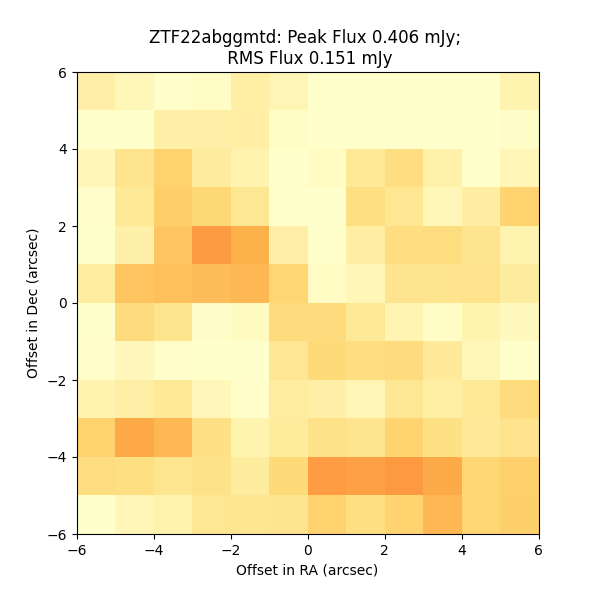 ZTF22abggmtd: Peak Flux 0.406 mJy;
RMS Flux 0.151 mJy
6
4
2
0
−2
−4
−6
Offset in Dec (arcsec)
−6 −4 −2 0 2 4 6
Offset in RA (arcsec)